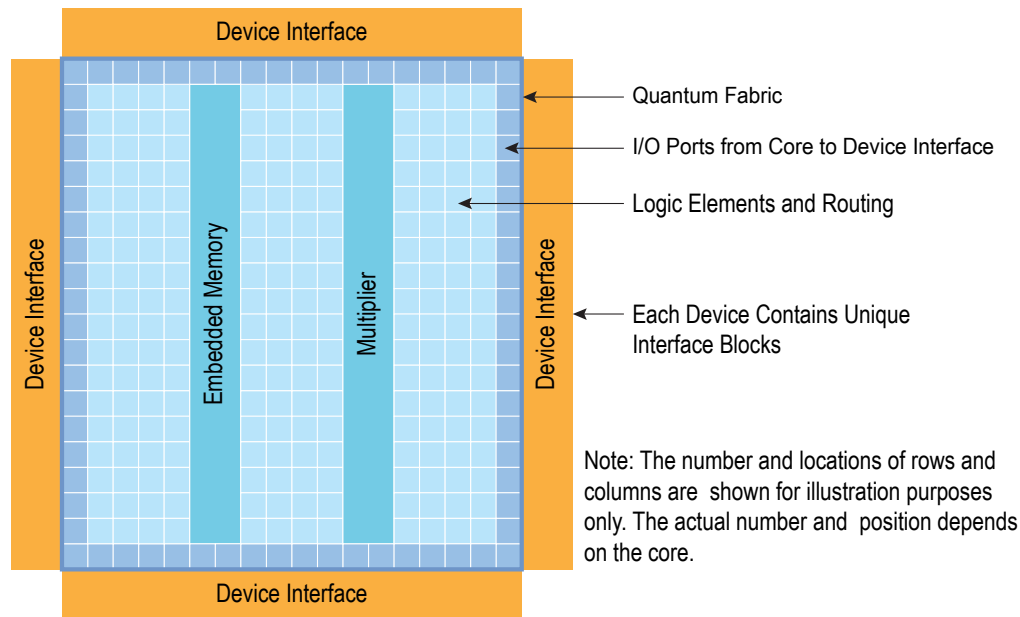 Device Interface
Quantum Fabric
I/O Ports from Core to Device Interface
Logic Elements and Routing
Device Interface
Embedded Memory
Multiplier
Device Interface
Each Device Contains Unique
Interface Blocks
Note: The number and locations of rows and
columns are shown for illustration purposes
only. The actual number and position depends
on the core.
Device Interface